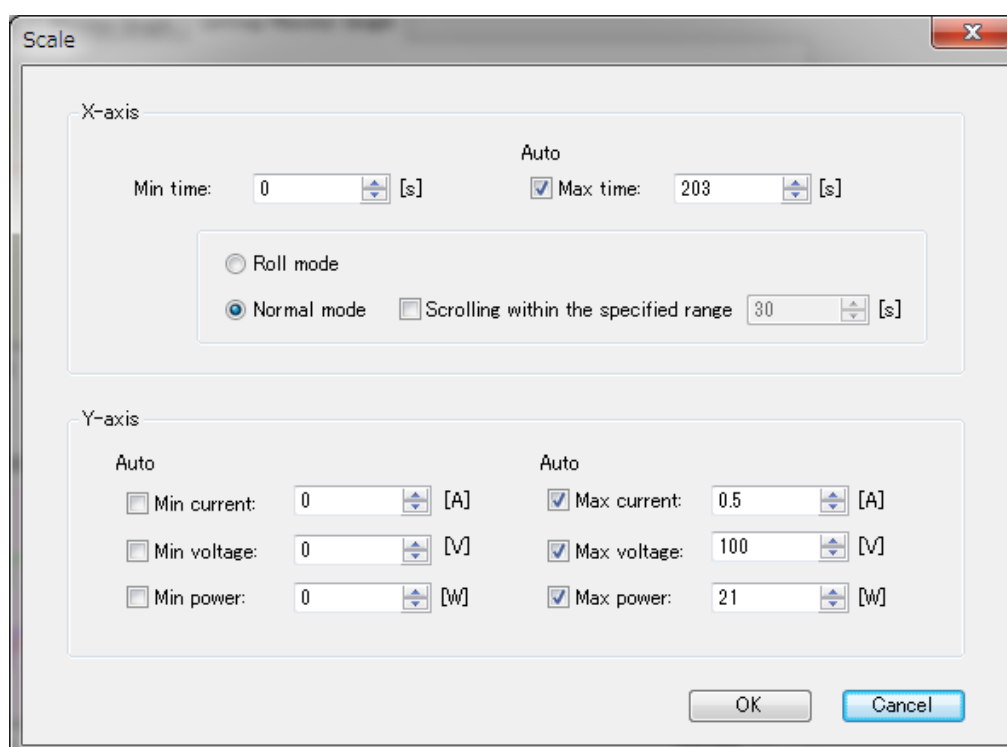 Scale
X-axis
Auto
Min time: 0 [s] Max time: 203 [s]
Roll mode
Normal mode Scrolling within the specified range 30 [s]
Y-axis
Auto Auto
Min current: 0 [A] Max current: 0.5 [A]
Min voltage: 0 [V] Max voltage: 100 [V]
Min power: 0 [W] Max power: 21 [W]
OK Cancel